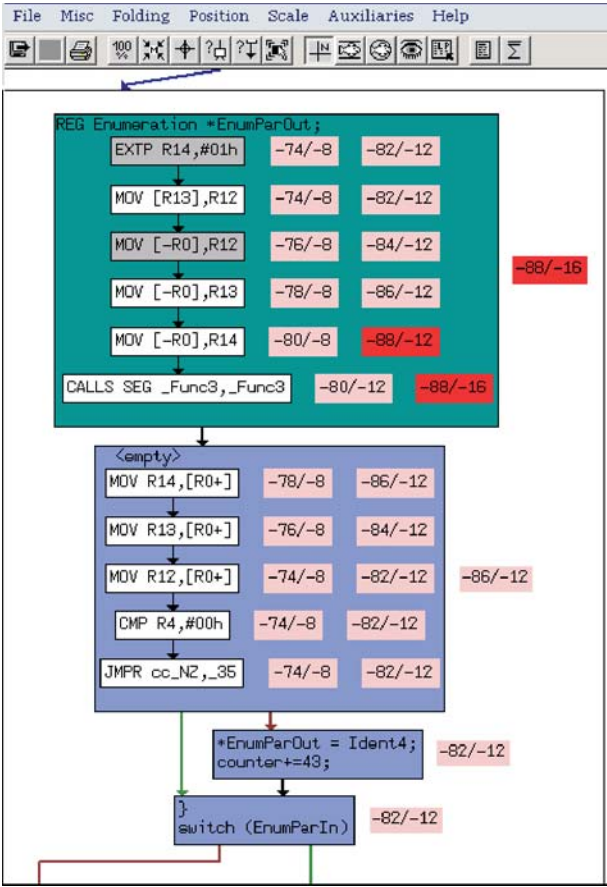 File Misc Folding Position Scale Auxiliaries Help
100 % ? ? N Σ
REG Enumeration *EnumParOut;
EXTP R14,#01h -74/-8 -82/-12
MOV [R13],R12 -74/-8 -82/-12
MOV [-R0],R12 -76/-8 -84/-12
-88/-16
MOV [-R0],R13 -78/-8 -86/-12
MOV [-R0],R14 -80/-8 -88/-12
CALLS SEG _Func3,_Func3 -80/-12 -88/-16
<empty>
MOV R14,[R0+] -78/-8 -86/-12
MOV R13,[R0+] -76/-8 -84/-12
MOV R12,[R0+] -74/-8 -82/-12 -86/-12
CMP R4,#00h -74/-8 -82/-12
JMPR cc_NZ,_35 -74/-8 -82/-12
*EnumParOut = Ident4;
counter+=43;
-82/-12
}
switch (EnumParIn)
-82/-12